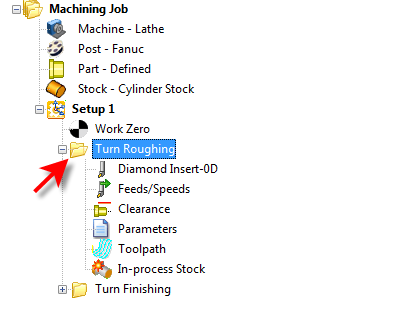 Machining Job
Machine - Lathe
Post - Fanuc
Part - Defined
Stock - Cylinder Stock
Setup 1
Work Zero
Turn Roughing
Diamond Insert-0D
Feeds/Speeds
Clearance
Parameters
Toolpath
In-process Stock
Turn Finishing